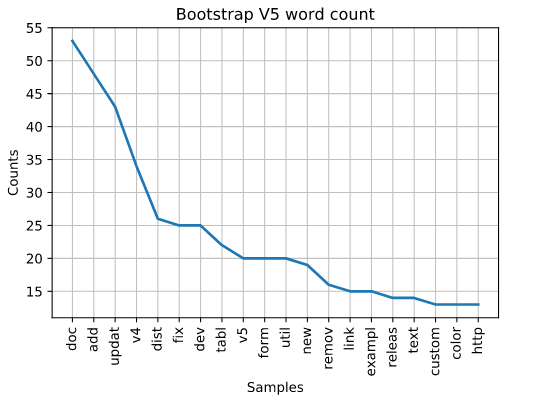 Bootstrap V5 word count
55
50
45
40
35
30
25
20
15
Counts
doc
add
updat
v4
dist
fix
dev
tabl
v5
form
util
new
remov
link
exampl
releas
text
custom
color
http
Samples